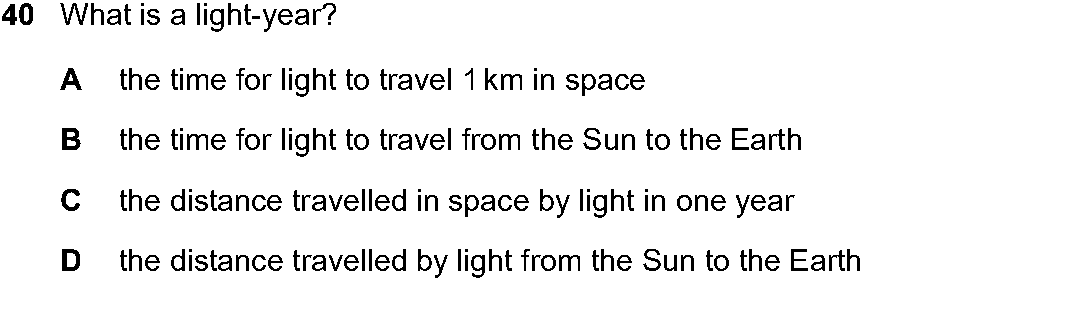 40 What is a light-year?
A the time for light to travel 1 km in space
B the time for light to travel from the Sun to the Earth
C the distance travelled in space by light in one year
D the distance travelled by light from the Sun to the Earth